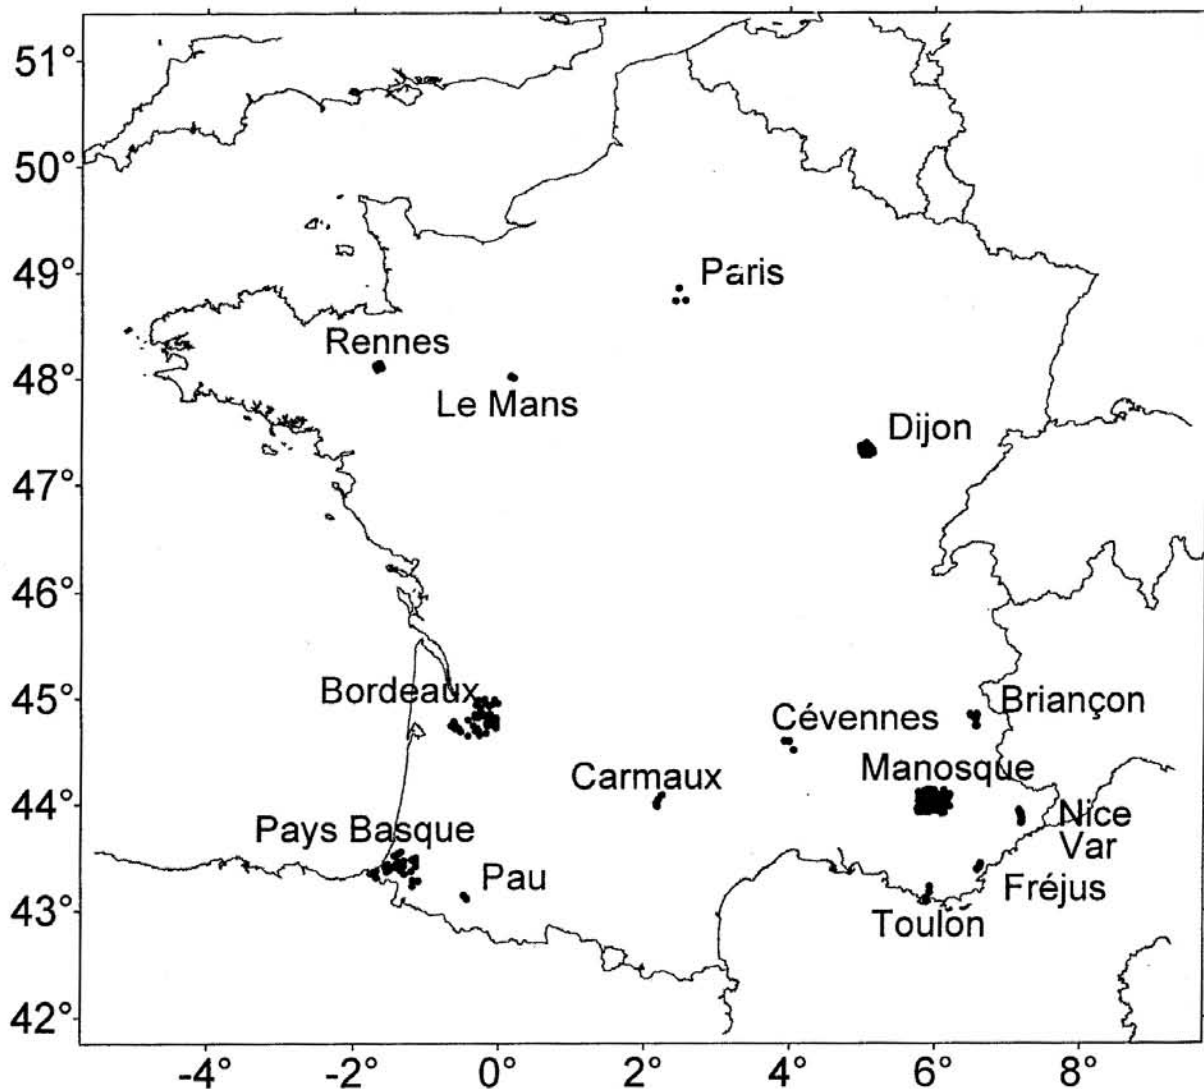 51°
50°
49°
48°
47°
46°
45°
44°
43°
42°
Paris
Rennes
Le Mans
Dijon
Bordeaux
Briançon
Cévennes
Manosque
Carmaux
Nice
Var
Pays Basque
Pau
Fréjus
Toulon
-4° -2° 0° 2° 4° 6° 8°